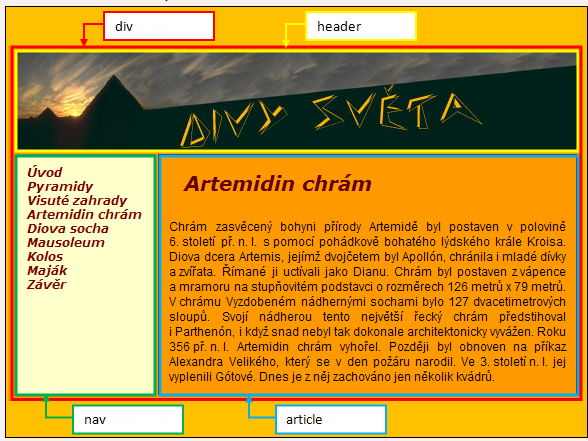 div
header
DIVY SVĚTA
Úvod
Pyramidy
Visuté zahrady
Artemidin chrám
Diova socha
Mausoleum
Kolos
Maják
Závěr
Artemidin chrám
Chrám zasvěcený bohyni přírody Artemidě byl postaven v polovině
6. století př. n. l. s pomocí pohádkově bohatého lýdského krále Kroisa.
Diova dcera Artemis, jejímž dvojčetem byl Apollón, chránila i mladé dívky
a zvířata. Římané ji uctívali jako Dianu. Chrám byl postaven z vápence
a mramoru na stupňovitém podstavci o rozměrech 126 metrů x 79 metrů.
V chrámu Vyzdobeném nádhernými sochami bylo 127 dvacetimetrových
sloupů. Svojí nádherou tento největší řecký chrám předstihoval
i Parthenón, i když snad nebyl tak dokonale architektonicky vyvážen. Roku
356 př. n. l. Artemidin chrám vyhořel. Později byl obnoven na příkaz
Alexandra Velikého, který se v den požáru narodil. Ve 3. století n. l. jej
vyplenili Gótové. Dnes je z něj zachováno jen několik kvádrů.
nav
article